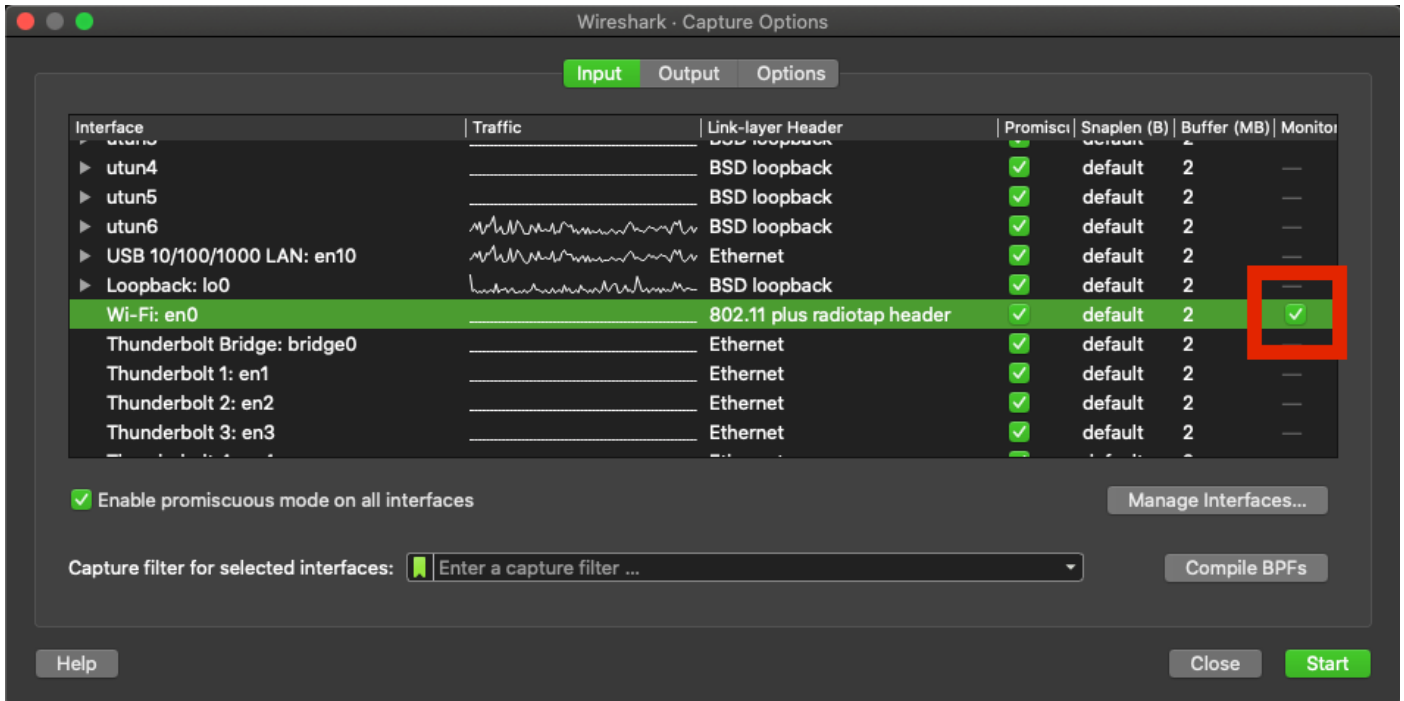 Wireshark · Capture Options
Input Output Options
Interface Traffic Link-layer Header Promiscu Snaplen (B) Buffer (MB) Monitor
utun4 BSD loopback default 2 —
utun5 BSD loopback default 2 —
utun6 BSD loopback default 2 —
USB 10/100/1000 LAN: en10 Ethernet default 2 —
Loopback: lo0 BSD loopback default 2 —
Wi-Fi: en0 802.11 plus radiotap header default 2
Thunderbolt Bridge: bridge0 Ethernet default 2 —
Thunderbolt 1: en1 Ethernet default 2 —
Thunderbolt 2: en2 Ethernet default 2 —
Thunderbolt 3: en3 Ethernet default 2 —
Enable promiscuous mode on all interfaces Manage Interfaces...
Capture filter for selected interfaces: Enter a capture filter ... Compile BPFs
Help Close Start